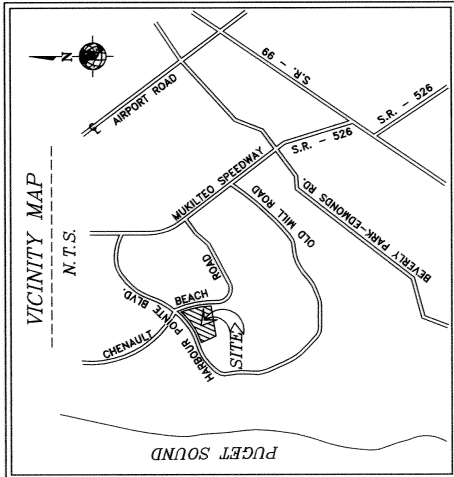 VICINITY MAP
N.T.S.
N
AIRPORT ROAD
S.R. - 99
S.R. - 526
S.R. - 526
MUKILTEO SPEEDWAY
OLD MILL ROAD
BEVERLY PARK-EDMONDS RD.
BEACH
ROAD
HARBOUR POINTE BLVD.
CHENAULT
SITE
PUGET SOUND